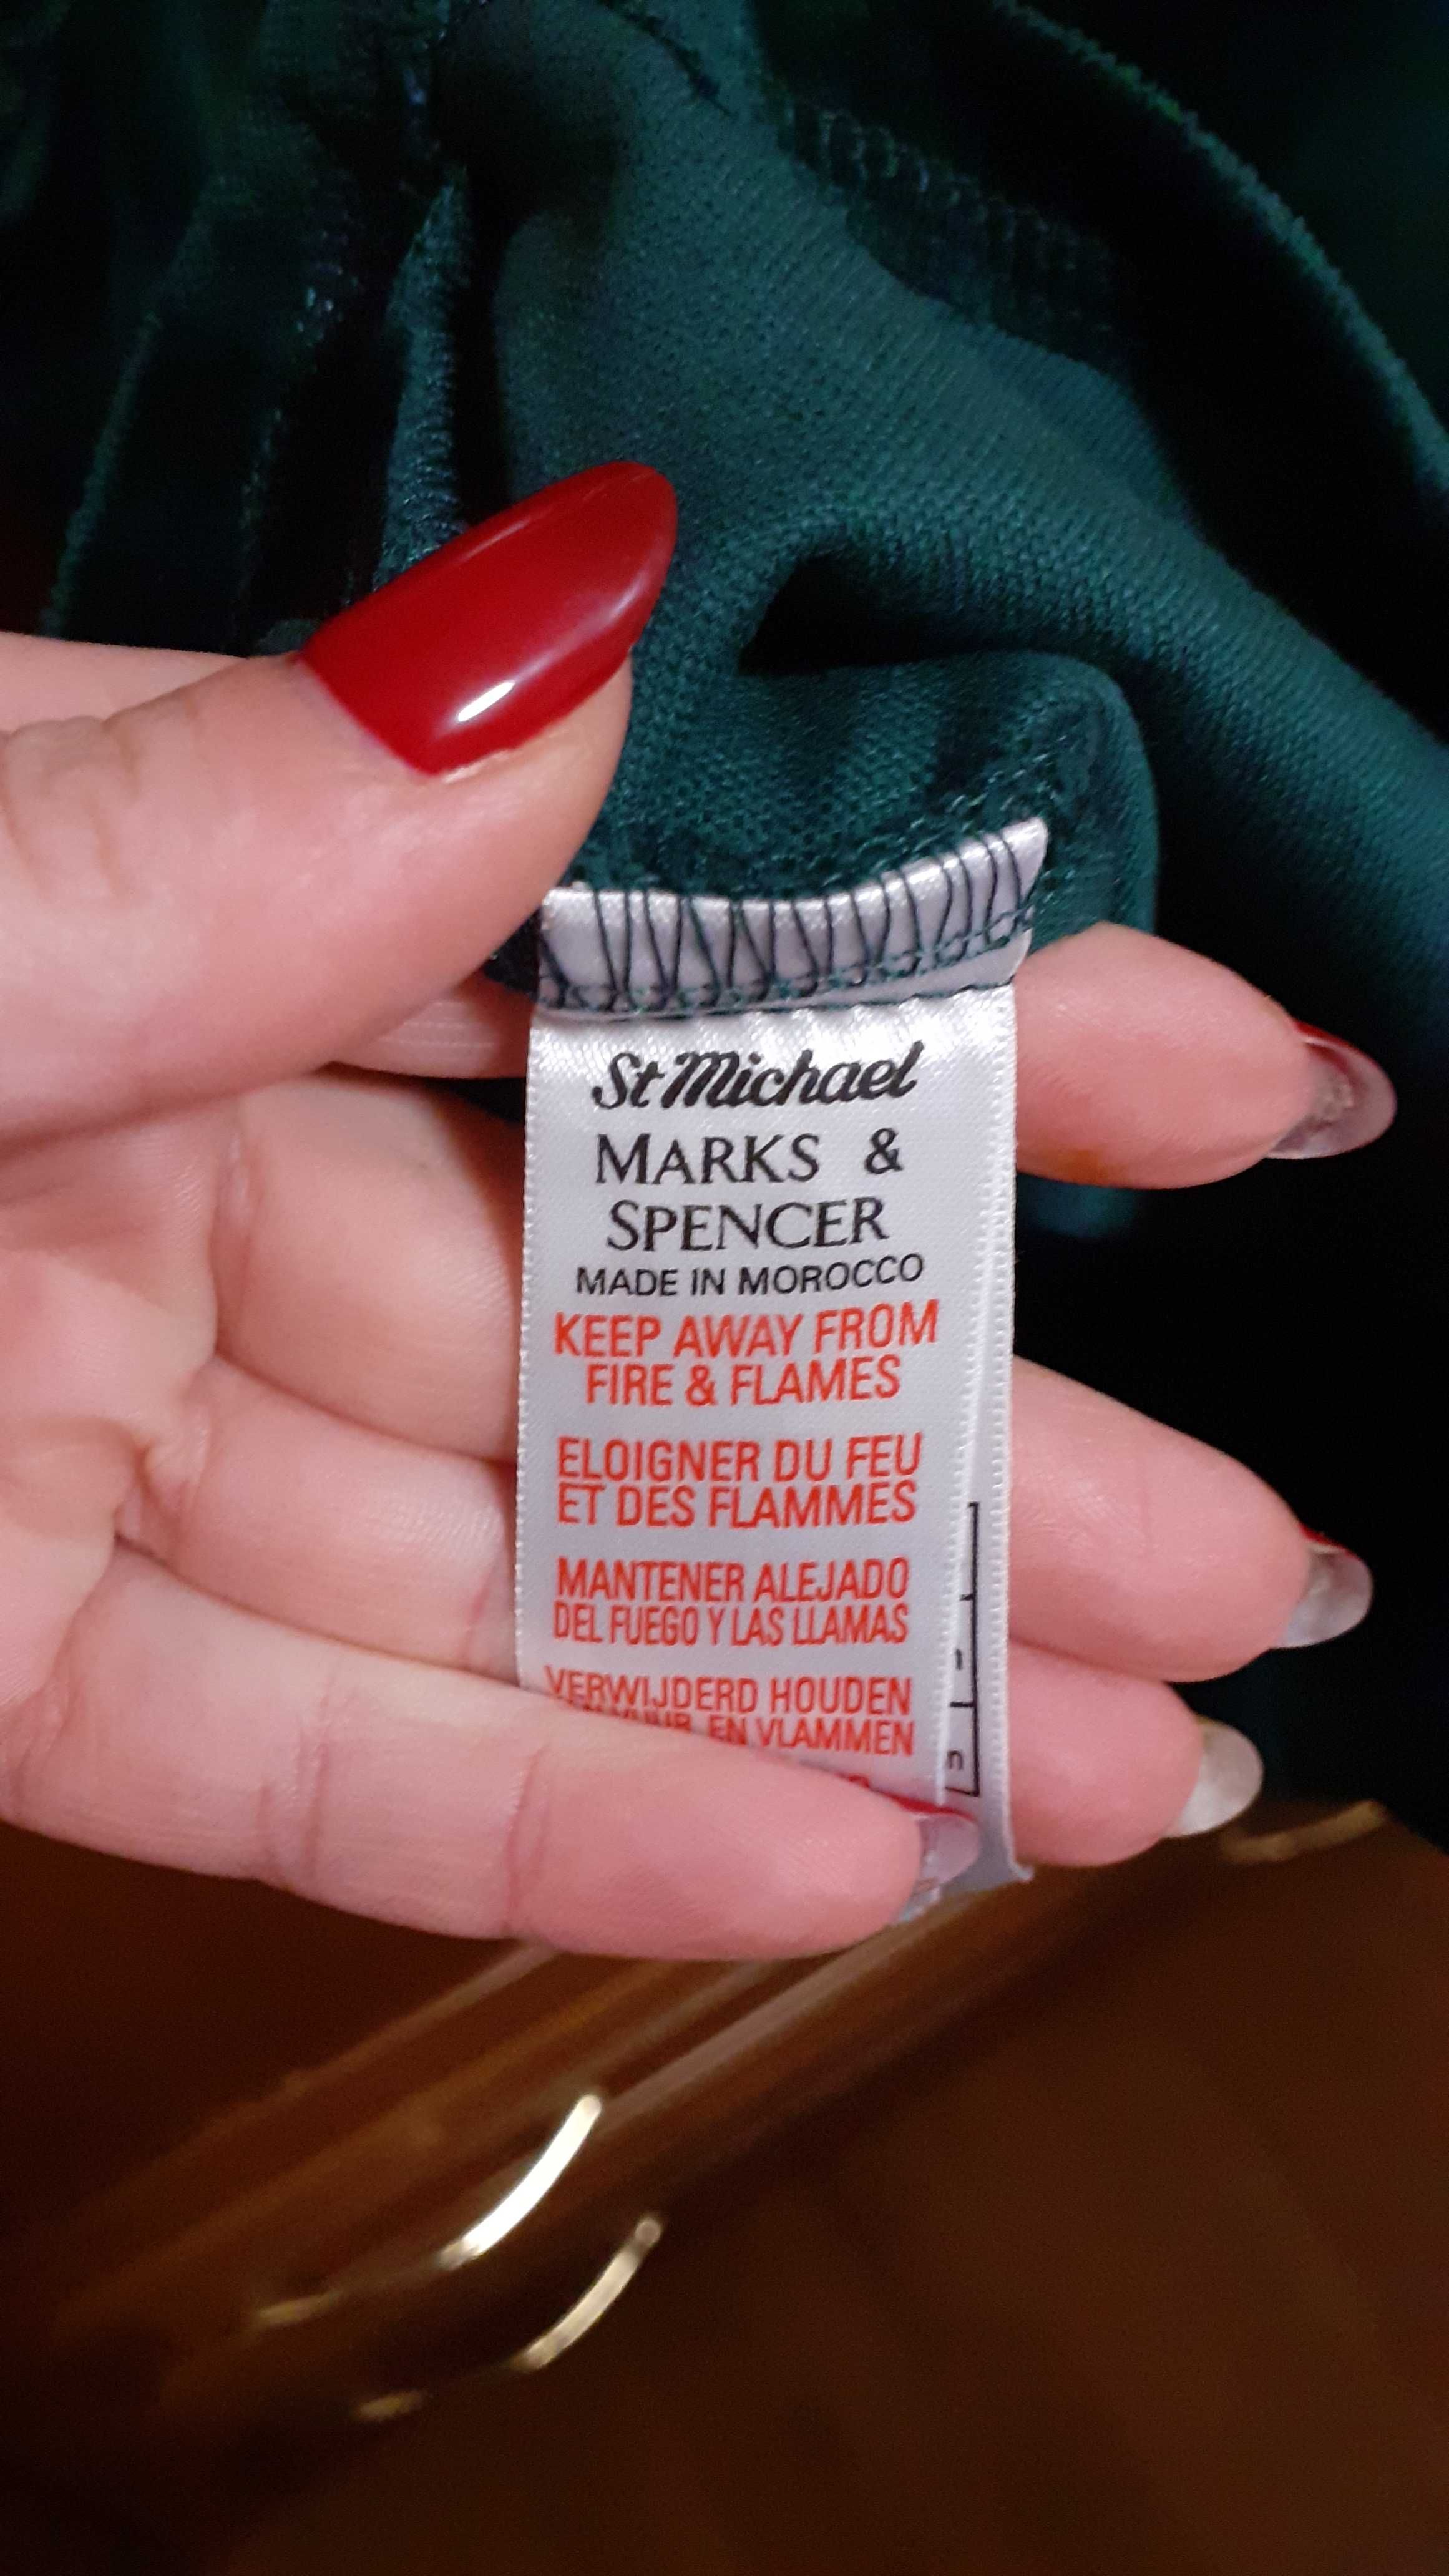 St Michael
MARKS &
SPENCER
MADE IN MOROCCO
KEEP AWAY FROM
FIRE & FLAMES
ELOIGNER DU FEU
ET DES FLAMMES
MANTENER ALEJADO
DEL FUEGO Y LAS LLAMAS
VERWIJDERD HOUDEN
EN VLAMMEN